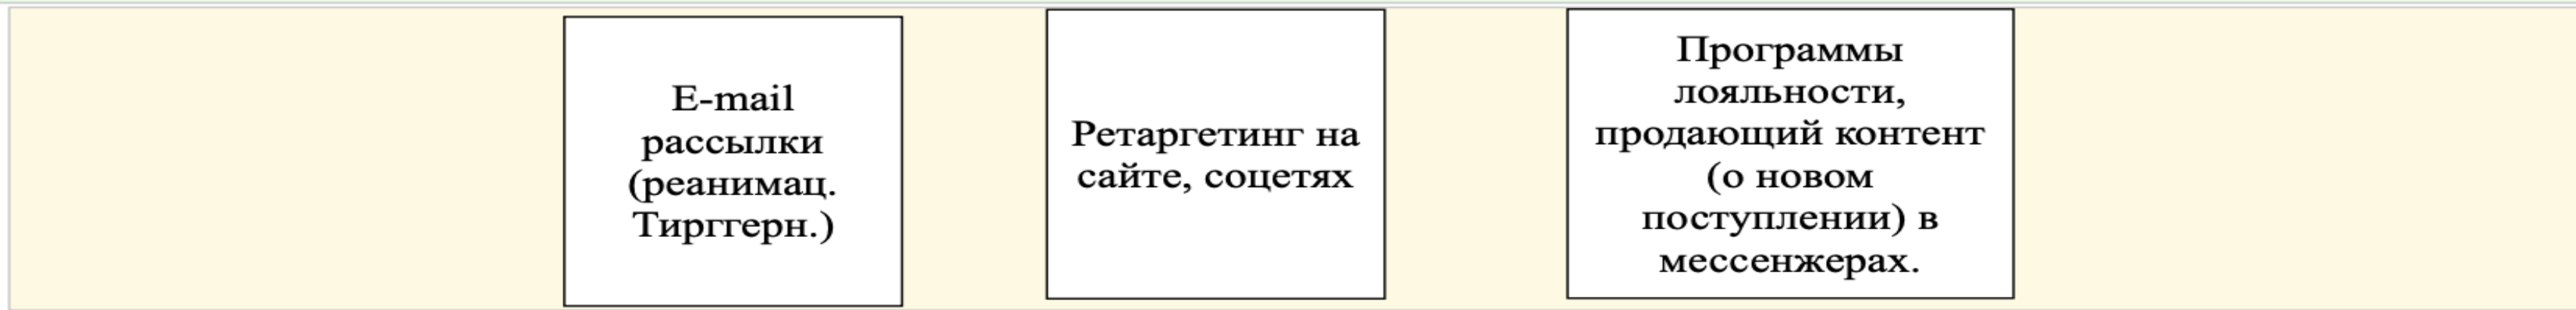 E-mail
рассылки
(реанимац.
Тирггерн.)
Ретаргетинг на
сайте, соцетях
Программы
лояльности,
продающий контент
(о новом
поступлении) в
мессенжерах.